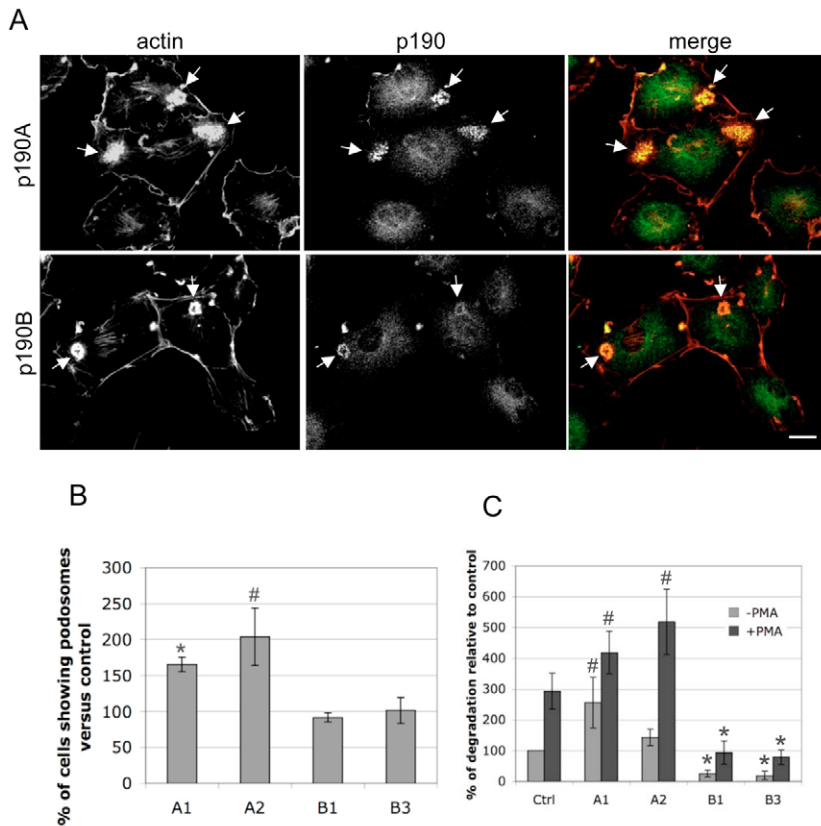 A
actin
p190
merge
p190A
p190B
B
% of cells showing podosomes
versus control
300
250
200
150
100
50
0
*
#
A1
A2
B1
B3
C
% of degradation relative to control
700
600
500
400
300
200
100
0
-PMA
+PMA
#
#
#
*
*
*
*
Ctrl
A1
A2
B1
B3